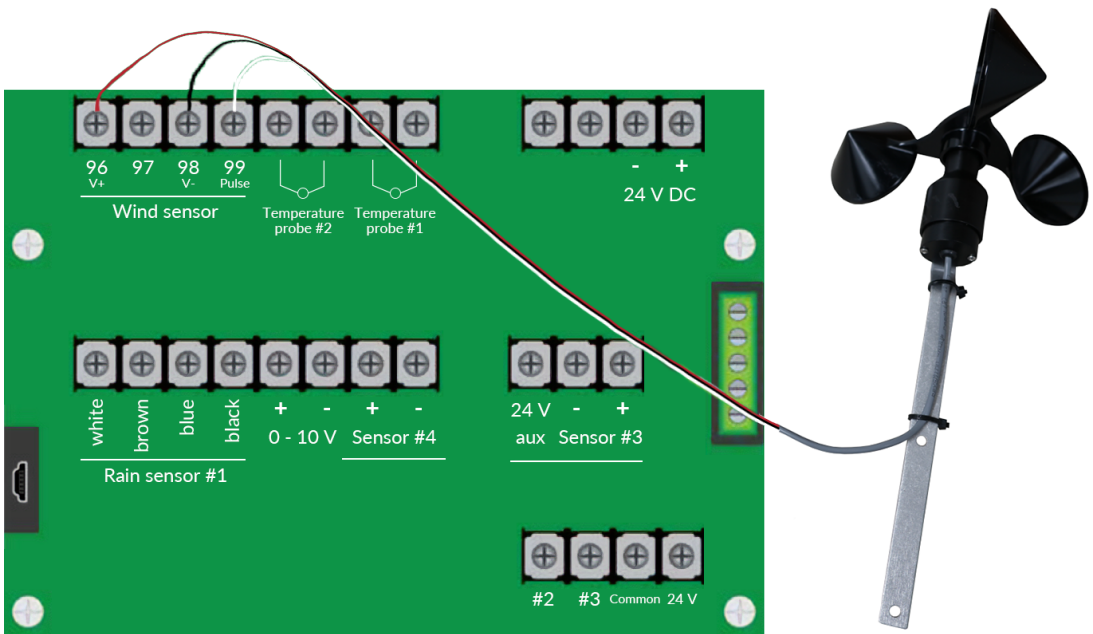 96 97 98 99
V+ V- Pulse
Wind sensor
Temperature
probe #2
Temperature
probe #1
- +
24 V DC
white brown blue black
+ - + -
0 - 10 V Sensor #4
Rain sensor #1
24 V - +
aux Sensor #3
#2 #3 Common 24 V